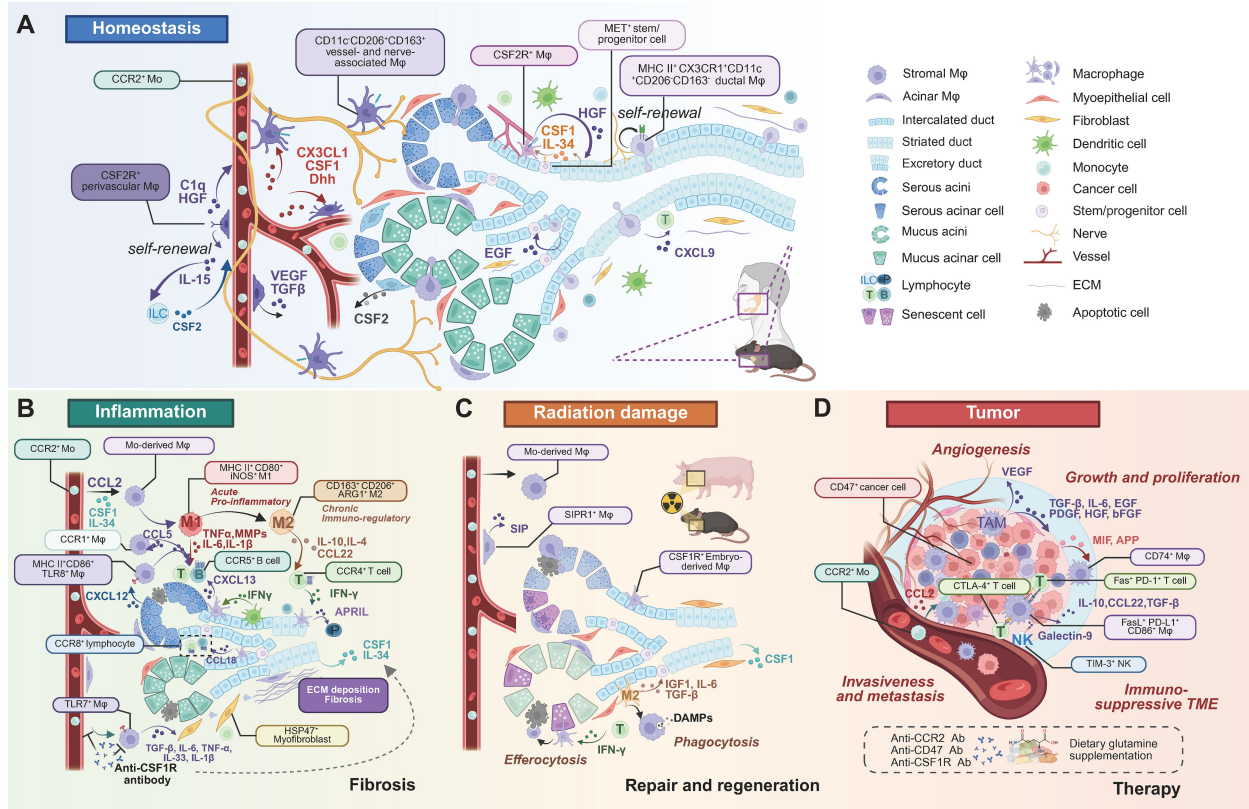 A
Homeostasis
CCR2⁺ Mo
CD11c⁻CD206⁺CD163⁺
vessel- and nerve-
associated Mφ
CSF2R⁺ Mφ
MET⁺ stem/
progenitor cell
MHC II⁺ CX3CR1⁺CD11c
⁺CD206⁻CD163⁻ ductal Mφ
HGF
self-renewal
CSF1
IL-34
CX3CL1
CSF1
Dhh
CSF2R⁺
perivascular Mφ
C1q
HGF
self-renewal
IL-15
ILC
CSF2
VEGF
TGFβ
CSF2
EGF
T
CXCL9
Stromal Mφ
Acinar Mφ
Intercalated duct
Striated duct
Excretory duct
Serous acini
Serous acinar cell
Mucus acini
Mucus acinar cell
ILC P
T B
Lymphocyte
Senescent cell
Macrophage
Myoepithelial cell
Fibroblast
Dendritic cell
Monocyte
Cancer cell
Stem/progenitor cell
Nerve
Vessel
ECM
Apoptotic cell
B
Inflammation
CCR2⁺ Mo
Mo-derived Mφ
CCL2
CSF1
IL-34
MHC II⁺ CD80⁺
iNOS⁺ M1
Acute
Pro-inflammatory
CD163⁺ CD206⁺
ARG1⁺ M2
Chronic
Immuno-regulatory
M1
M2
CCR1⁺ Mφ
CCL5
TNFα,MMPs
IL-6,IL-1β
IL-10,IL-4
CCL22
MHC II⁺CD86⁺
TLR8⁺ Mφ
T
B
CCR5⁺ B cell
CCR4⁺ T cell
T
CXCL12
CXCL13
IFNγ
IFN-γ
APRIL
P
CCR8⁺ lymphocyte
CCL18
CSF1
IL-34
ECM deposition
Fibrosis
TLR7⁺ Mφ
HSP47⁺
Myofibroblast
TGF-β, IL-6, TNF-α,
IL-33, IL-1β
Anti-CSF1R
antibody
Fibrosis
C
Radiation damage
Mo-derived Mφ
SIP
SIPR1⁺ Mφ
CSF1R⁺ Embryo-
derived Mφ
CSF1
IGF1, IL-6
TGF-β
M2
DAMPs
T
IFN-γ
Phagocytosis
Efferocytosis
Repair and regeneration
D
Tumor
Angiogenesis
VEGF
Growth and proliferation
CD47⁺ cancer cell
TAM
TGF-β, IL-6, EGF
PDGF, HGF, bFGF
MIF, APP
CD74⁺ Mφ
CCR2⁺ Mo
CTLA-4⁺ T cell
T
Fas⁺ PD-1⁺ T cell
CCL2
IL-10,CCL22,TGF-β
T
NK
Galectin-9
FasL⁺ PD-L1⁺
CD86⁺ Mφ
TIM-3⁺ NK
Invasiveness
and metastasis
Immuno-
suppressive TME
Anti-CCR2 Ab
Anti-CD47 Ab
Anti-CSF1R Ab
Dietary glutamine
supplementation
Therapy